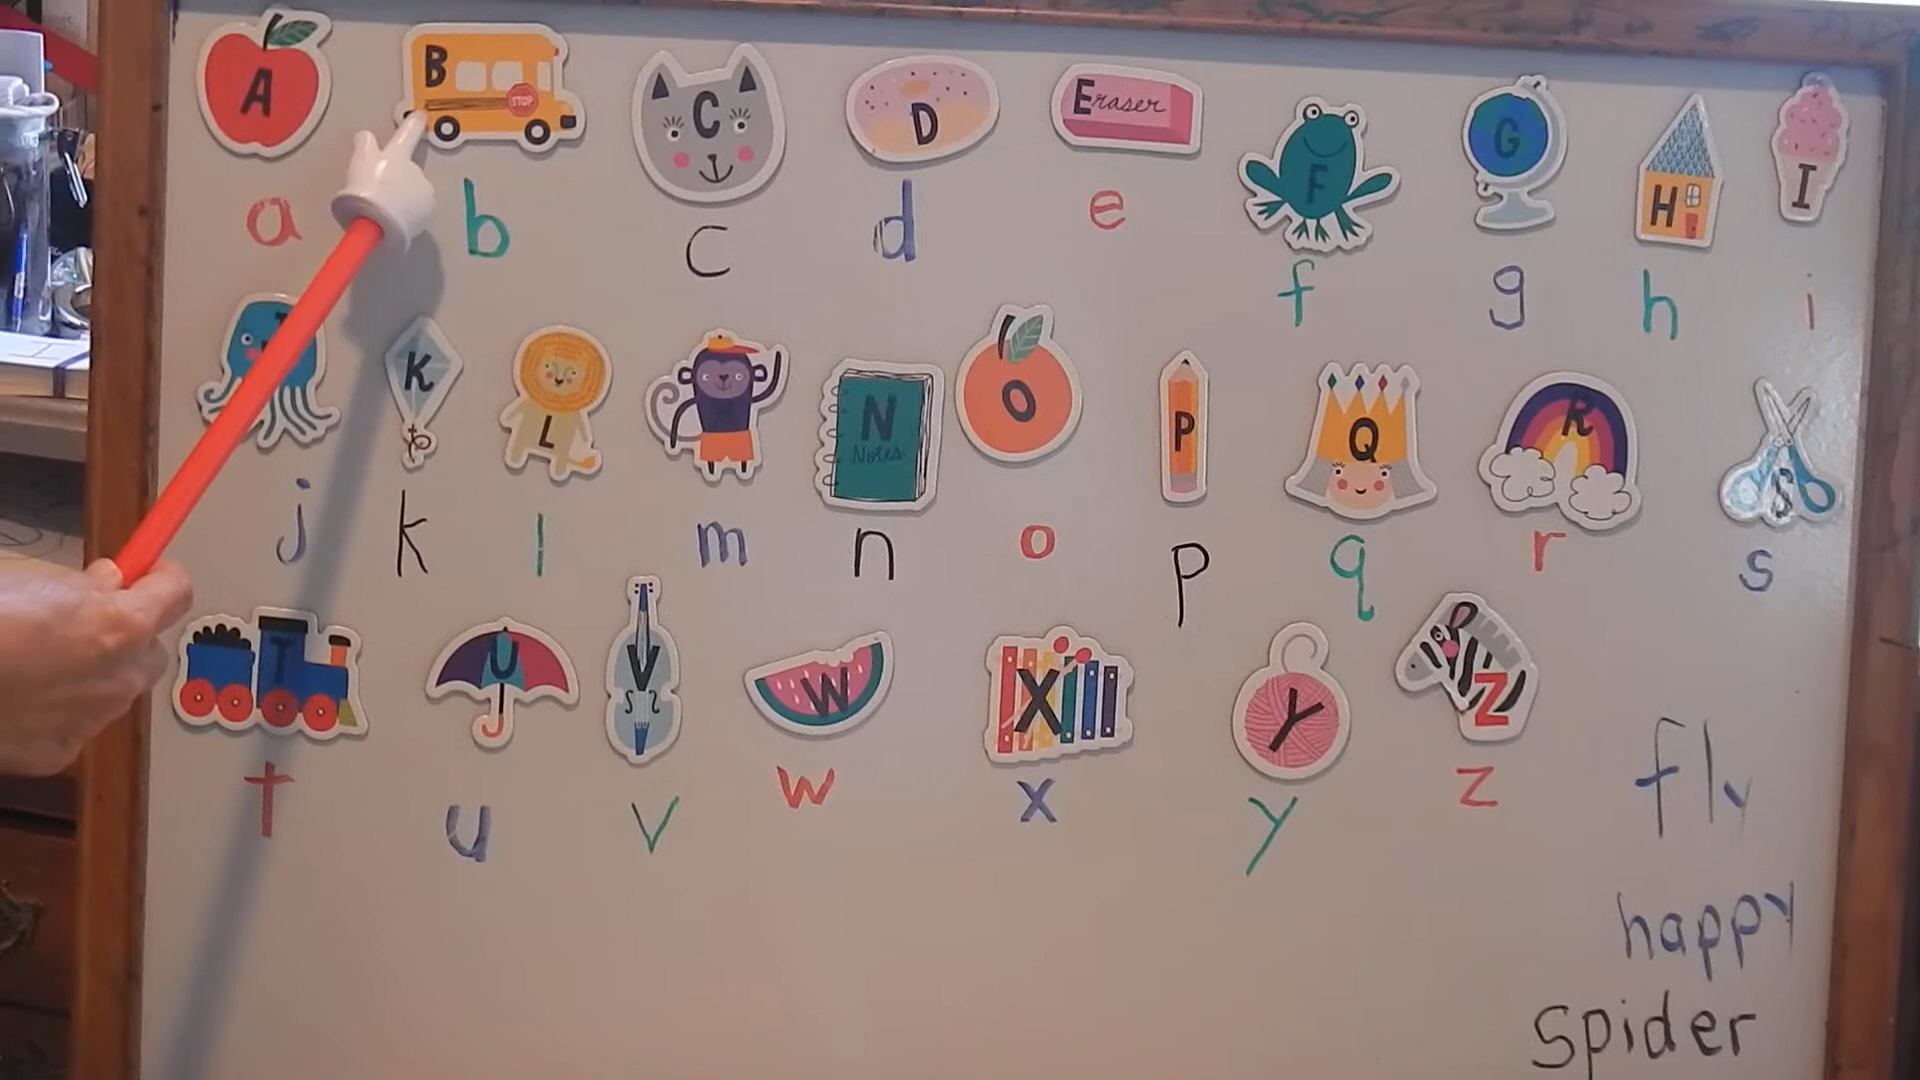 A B C D Eraser F G H I
STOP
a b c d e f g h i
K L N O P Q R S
Notes
j k l m n o p q r s
T U V W X Y Z
t u v w x y z
fly
happy
Spider